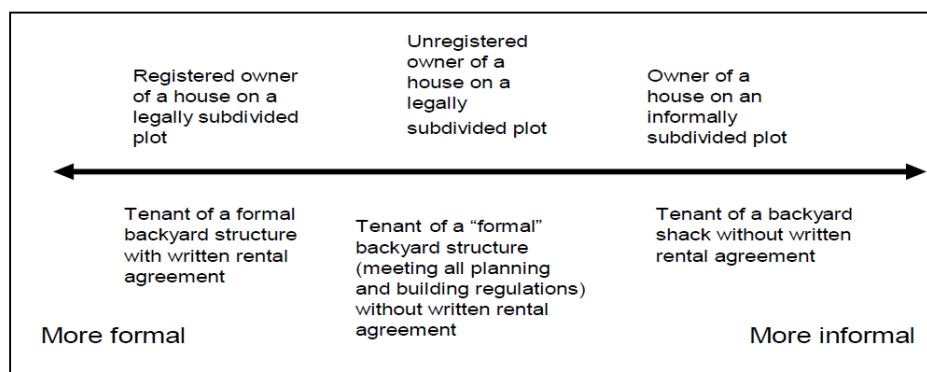 Registered owner
of a house on a
legally subdivided
plot
Unregistered
owner of a
house on a
legally
subdivided plot
Owner of a
house on an
informally
subdivided plot
Tenant of a formal
backyard structure
with written rental
agreement
Tenant of a “formal”
backyard structure
(meeting all planning
and building regulations)
without written rental
agreement
Tenant of a backyard
shack without written
rental agreement
More formal
More informal